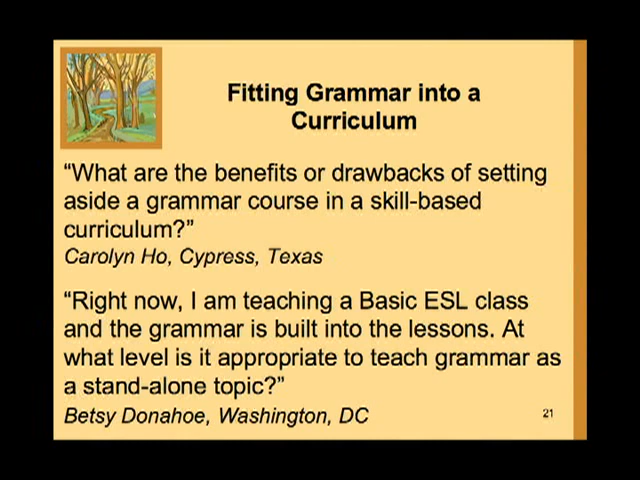 Fitting Grammar into a
Curriculum
“What are the benefits or drawbacks of setting
aside a grammar course in a skill-based
curriculum?”
Carolyn Ho, Cypress, Texas
“Right now, I am teaching a Basic ESL class
and the grammar is built into the lessons. At
what level is it appropriate to teach grammar as
a stand-alone topic?”
Betsy Donahoe, Washington, DC
21